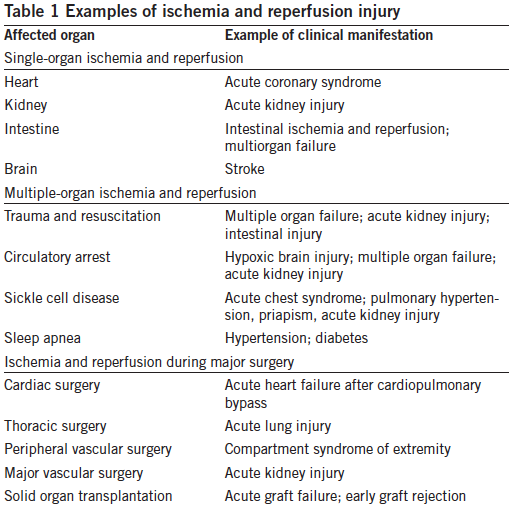 Table 1 Examples of ischemia and reperfusion injury
Affected organ Example of clinical manifestation
Single-organ ischemia and reperfusion
Heart Acute coronary syndrome
Kidney Acute kidney injury
Intestine Intestinal ischemia and reperfusion;
multiorgan failure
Brain Stroke
Multiple-organ ischemia and reperfusion
Trauma and resuscitation Multiple organ failure; acute kidney injury;
intestinal injury
Circulatory arrest Hypoxic brain injury; multiple organ failure;
acute kidney injury
Sickle cell disease Acute chest syndrome; pulmonary hyperten-
sion, priapism, acute kidney injury
Sleep apnea Hypertension; diabetes
Ischemia and reperfusion during major surgery
Cardiac surgery Acute heart failure after cardiopulmonary
bypass
Thoracic surgery Acute lung injury
Peripheral vascular surgery Compartment syndrome of extremity
Major vascular surgery Acute kidney injury
Solid organ transplantation Acute graft failure; early graft rejection